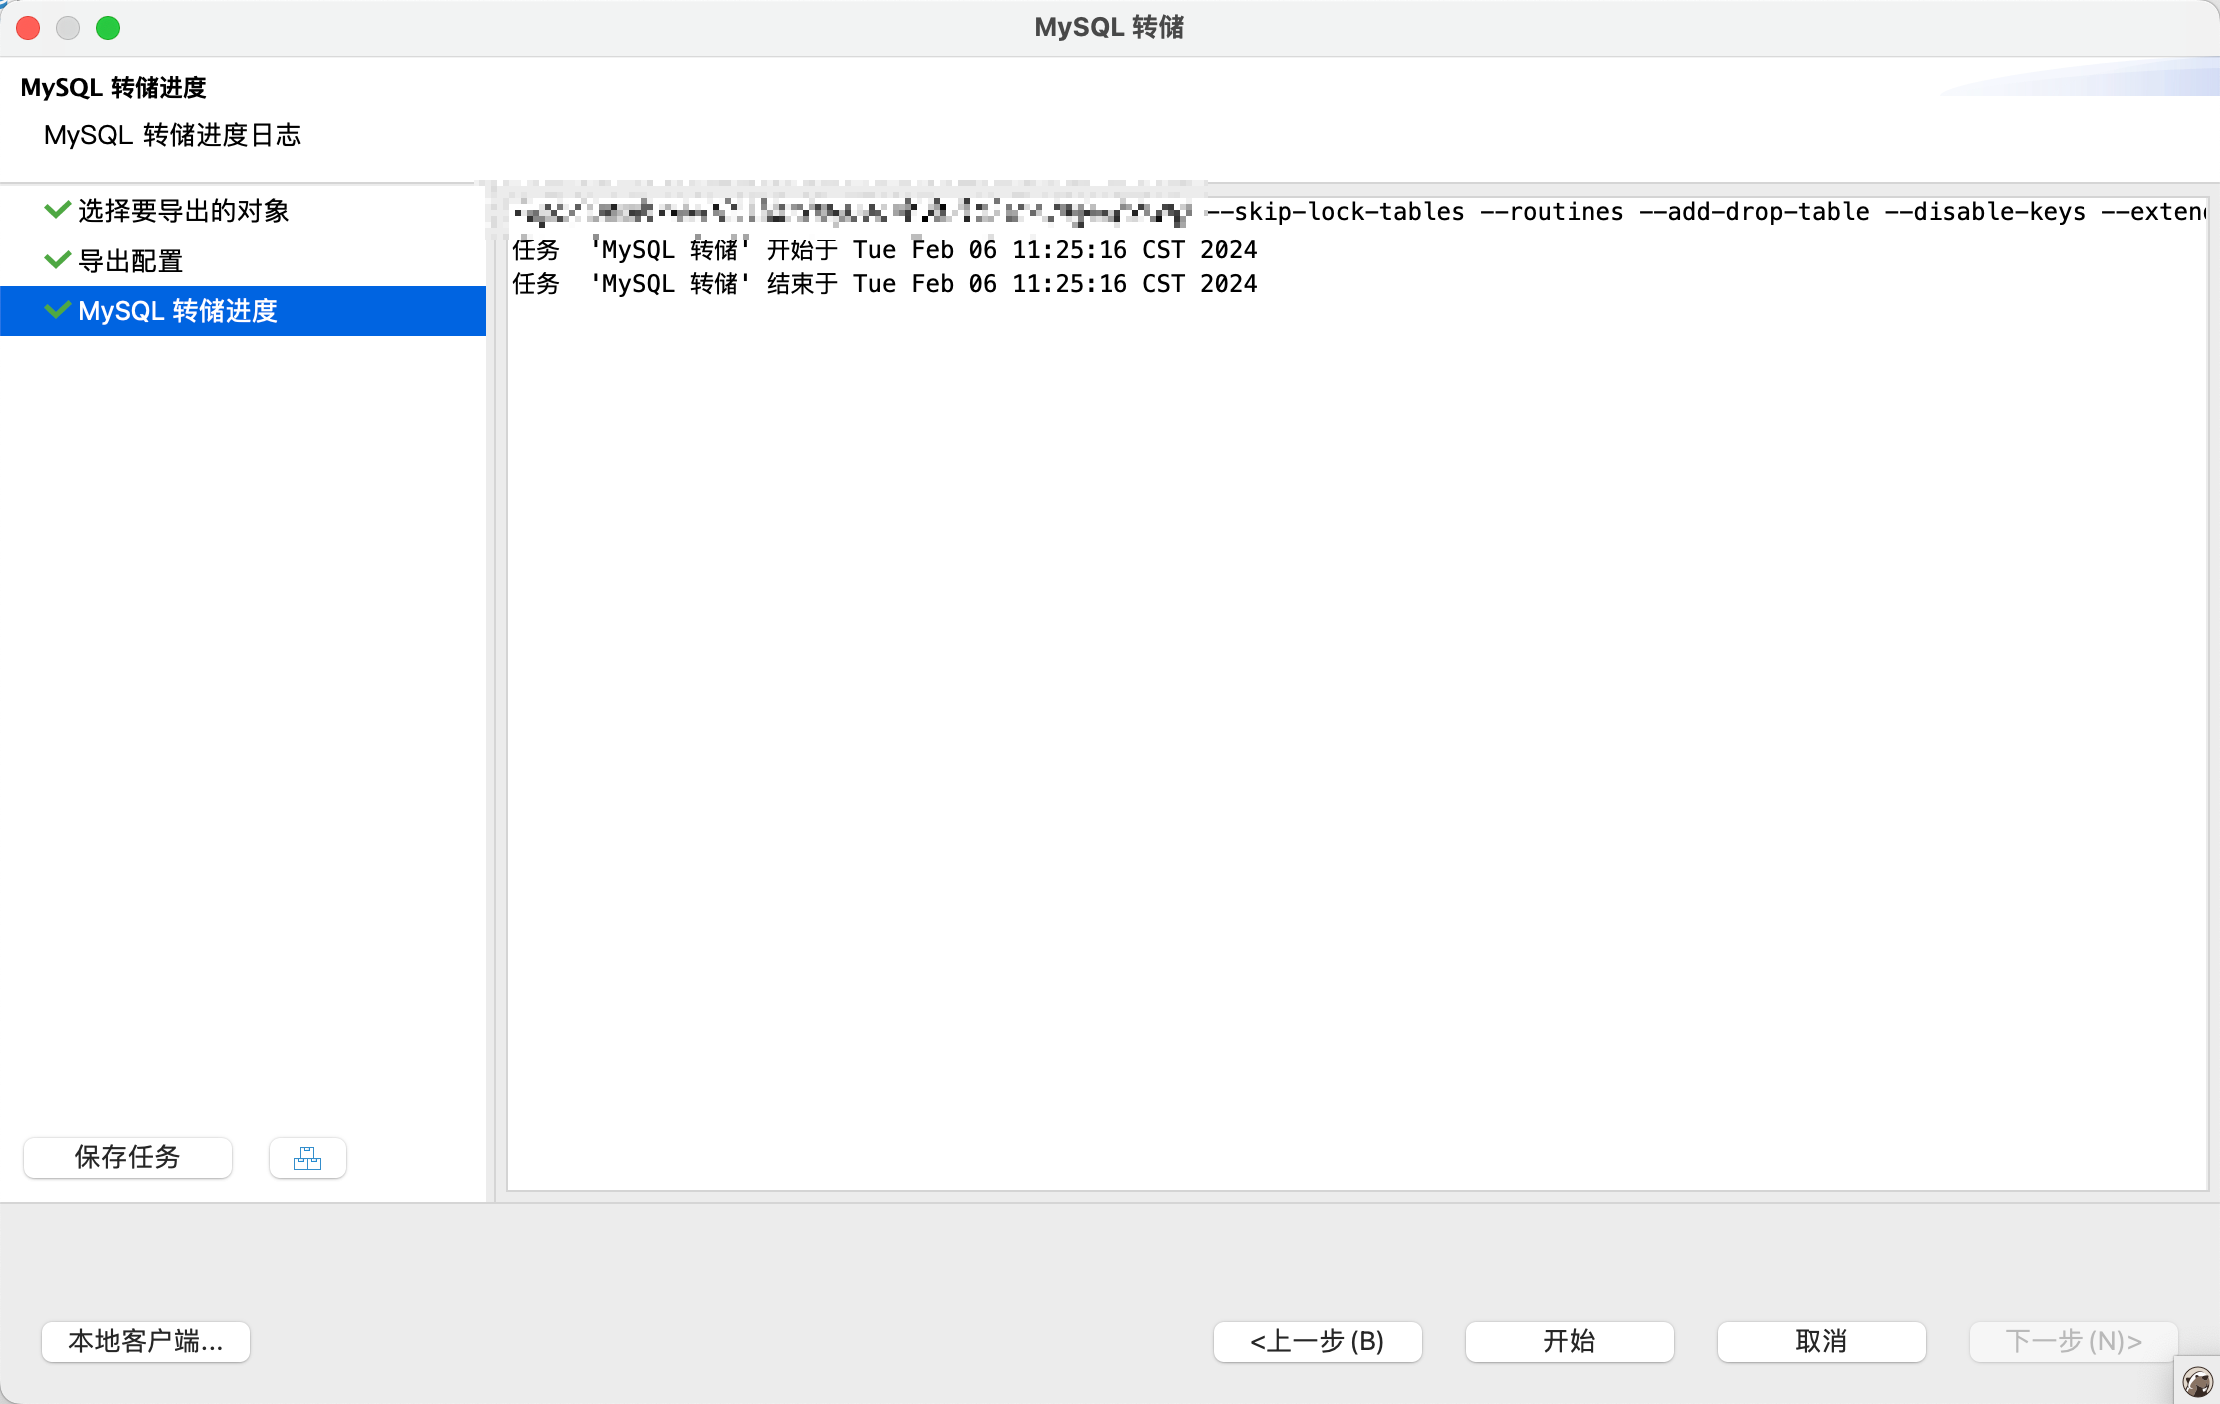 MySQL 转储
MySQL 转储进度
MySQL 转储进度日志
选择要导出的对象
导出配置
MySQL 转储进度
--skip-lock-tables --routines --add-drop-table --disable-keys
任务 'MySQL 转储' 开始于 Tue Feb 06 11:25:16 CST 2024
任务 'MySQL 转储' 结束于 Tue Feb 06 11:25:16 CST 2024
保存任务
本地客户端...
<上一步(B)
开始
取消
下一步(N)>